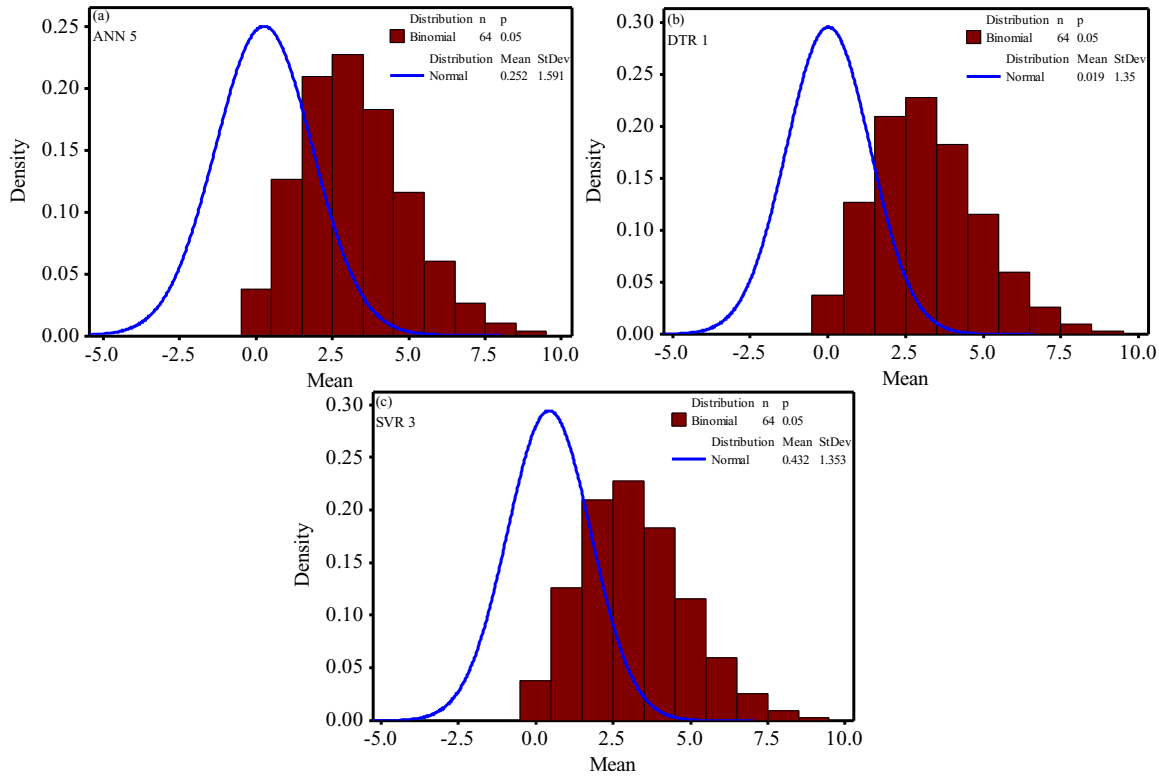 (a)
ANN 5
Distribution n p
Binomial 64 0.05
Distribution Mean StDev
Normal 0.252 1.591
Density
0.25
0.20
0.15
0.10
0.05
0.00
-5.0 -2.5 0.0 2.5 5.0 7.5 10.0
Mean
(b)
DTR 1
Distribution n p
Binomial 64 0.05
Distribution Mean StDev
Normal 0.019 1.35
Density
0.30
0.25
0.20
0.15
0.10
0.05
0.00
-5.0 -2.5 0.0 2.5 5.0 7.5 10.0
Mean
(c)
SVR 3
Distribution n p
Binomial 64 0.05
Distribution Mean StDev
Normal 0.432 1.353
Density
0.30
0.25
0.20
0.15
0.10
0.05
0.00
-5.0 -2.5 0.0 2.5 5.0 7.5 10.0
Mean